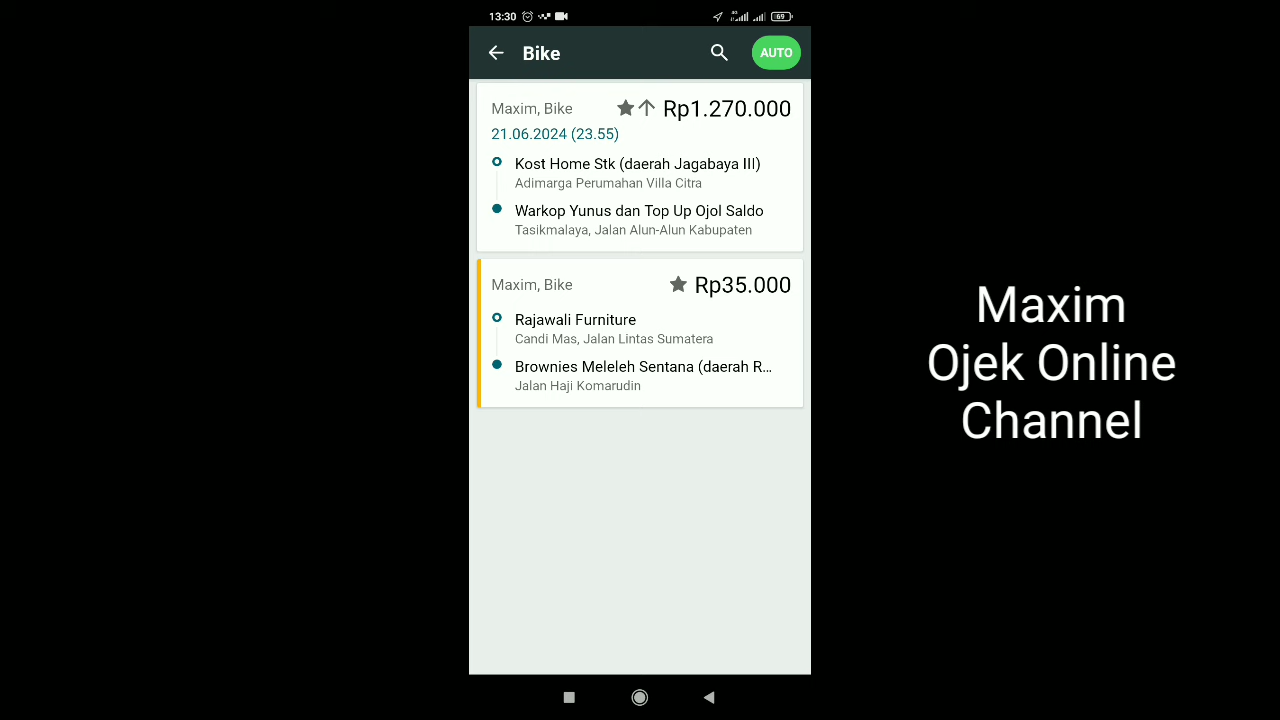 13:30
4G
69
Bike
AUTO
Maxim, Bike
Rp1.270.000
21.06.2024 (23.55)
Kost Home Stk (daerah Jagabaya III)
Adimarga Perumahan Villa Citra
Warkop Yunus dan Top Up Ojol Saldo
Tasikmalaya, Jalan Alun-Alun Kabupaten
Maxim, Bike
Rp35.000
Rajawali Furniture
Candi Mas, Jalan Lintas Sumatera
Brownies Meleleh Sentana (daerah R...
Jalan Haji Komarudin
Maxim
Ojek Online
Channel